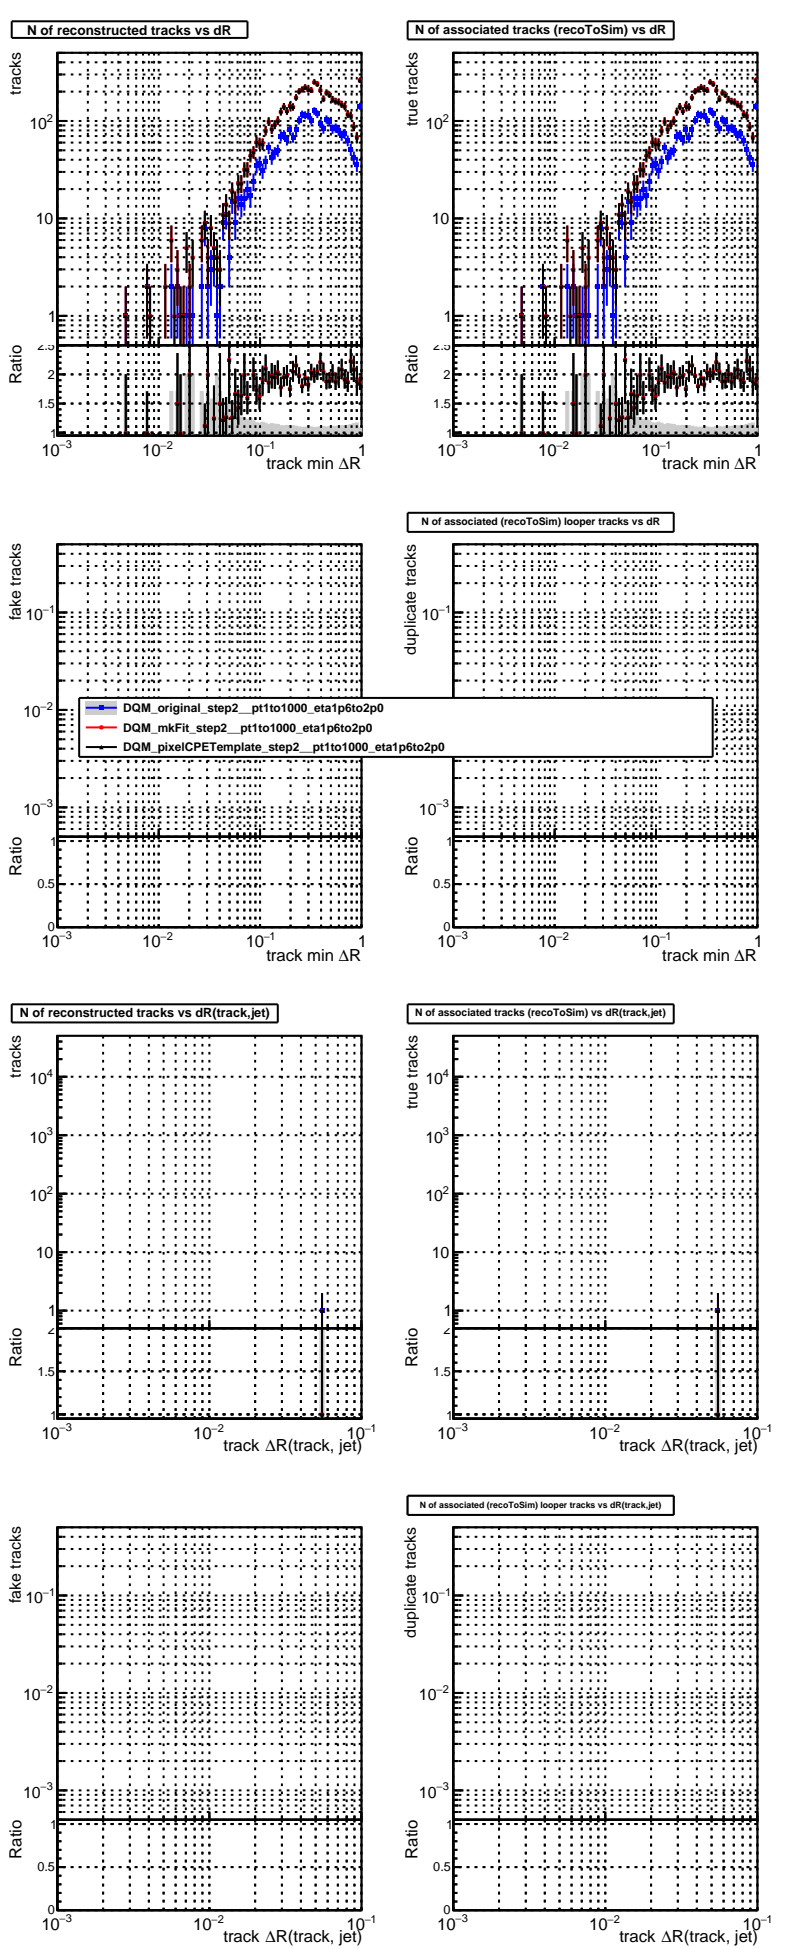 N of reconstructed tracks vs dR
N of associated tracks (recoToSim) vs dR
tracks
10²
10
1
Ratio
2.5
2
1.5
1
10⁻³
10⁻²
10⁻¹
1
track min ΔR
true tracks
10²
10
1
Ratio
2.5
2
1.5
1
10⁻³
10⁻²
10⁻¹
1
track min ΔR
N of associated (recoToSim) looper tracks vs dR
fake tracks
10⁻¹
10⁻²
10⁻³
Ratio
1
0.5
0
10⁻³
10⁻²
10⁻¹
1
track min ΔR
duplicate tracks
10⁻¹
10⁻³
Ratio
1
0.5
0
10⁻³
10⁻²
10⁻¹
1
track min ΔR
DQM_original_step2__pt1to1000_eta1p6to2p0
DQM_mkFit_step2__pt1to1000_eta1p6to2p0
DQM_pixelCPETemplate_step2__pt1to1000_eta1p6to2p0
N of reconstructed tracks vs dR(track,jet)
N of associated tracks (recoToSim) vs dR(track,jet)
tracks
10⁴
10³
10²
10
1
Ratio
2
1.5
1
10⁻³
10⁻²
10⁻¹
track ΔR(track, jet)
true tracks
10⁴
10³
10²
10
1
Ratio
2
1.5
1
10⁻³
10⁻²
10⁻¹
track ΔR(track, jet)
N of associated (recoToSim) looper tracks vs dR(track,jet)
fake tracks
10⁻¹
10⁻²
10⁻³
Ratio
1
0.5
0
10⁻³
10⁻²
10⁻¹
track ΔR(track, jet)
duplicate tracks
10⁻¹
10⁻²
10⁻³
Ratio
1
0.5
0
10⁻³
10⁻²
10⁻¹
track ΔR(track, jet)